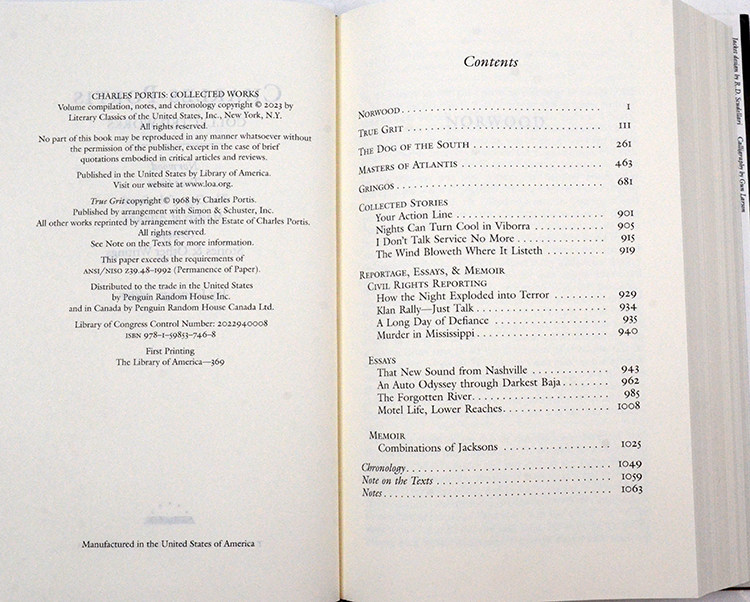 CHARLES PORTIS: COLLECTED WORKS
Volume compilation, notes, and chronology copyright © 2023 by
Literary Classics of the United States, Inc., New York, N.Y.
All rights reserved.
No part of this book may be reproduced in any manner whatsoever without
the permission of the publisher, except in the case of brief
quotations embodied in critical articles and reviews.
Published in the United States by Library of America.
Visit our website at www.loa.org.
True Grit copyright © 1968 by Charles Portis.
Published by arrangement with Simon & Schuster, Inc.
All other works reprinted by arrangement with the Estate of Charles Portis.
All rights reserved.
See Note on the Texts for more information.
This paper exceeds the requirements of
ANSI/NISO Z39.48–1992 (Permanence of Paper).
Distributed to the trade in the United States
by Penguin Random House Inc.
and in Canada by Penguin Random House Canada Ltd.
Library of Congress Control Number: 2022940008
ISBN 978–1–59853–746–8
First Printing
The Library of America—369
Manufactured in the United States of America
Contents
NORWOOD . . . . . . . . . . . . . . . . . . . . 1
TRUE GRIT . . . . . . . . . . . . . . . . . . . . 111
THE DOG OF THE SOUTH . . . . . . . . . . . . . . . . 261
MASTERS OF ATLANTIS . . . . . . . . . . . . . . . . 463
GRINGOS . . . . . . . . . . . . . . . . . . . . 681
COLLECTED STORIES
Your Action Line . . . . . . . . . . . . . . . . 901
Nights Can Turn Cool in Viborra . . . . . . . . . . 905
I Don't Talk Service No More . . . . . . . . . . . . 915
The Wind Bloweth Where It Listeth . . . . . . . . . 919
REPORTAGE, ESSAYS, & MEMOIR
CIVIL RIGHTS REPORTING
How the Night Exploded into Terror . . . . . . . . 929
Klan Rally—Just Talk . . . . . . . . . . . . . . . 934
A Long Day of Defiance . . . . . . . . . . . . . . 935
Murder in Mississippi . . . . . . . . . . . . . . . 940
ESSAYS
That New Sound from Nashville . . . . . . . . . . . 943
An Auto Odyssey through Darkest Baja . . . . . . . 962
The Forgotten River . . . . . . . . . . . . . . . . 985
Motel Life, Lower Reaches . . . . . . . . . . . . . 1008
MEMOIR
Combinations of Jacksons . . . . . . . . . . . . . 1025
Chronology . . . . . . . . . . . . . . . . . . . . 1049
Note on the Texts . . . . . . . . . . . . . . . . . 1059
Notes . . . . . . . . . . . . . . . . . . . . . . 1063
Jacket design by R. D. Scudellari Calligraphy by Gun Larson
NORWOOD